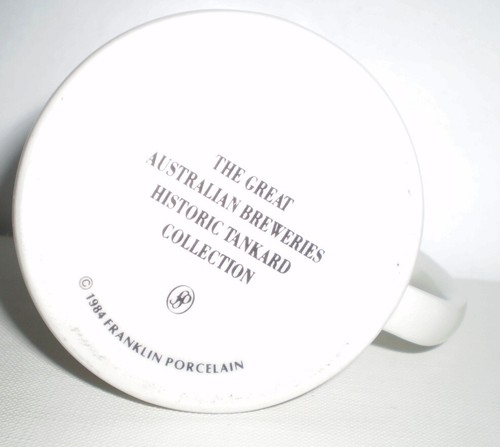 THE GREAT
AUSTRALIAN BREWERIES
HISTORIC TANKARD
COLLECTION
© 1984 FRANKLIN PORCELAIN